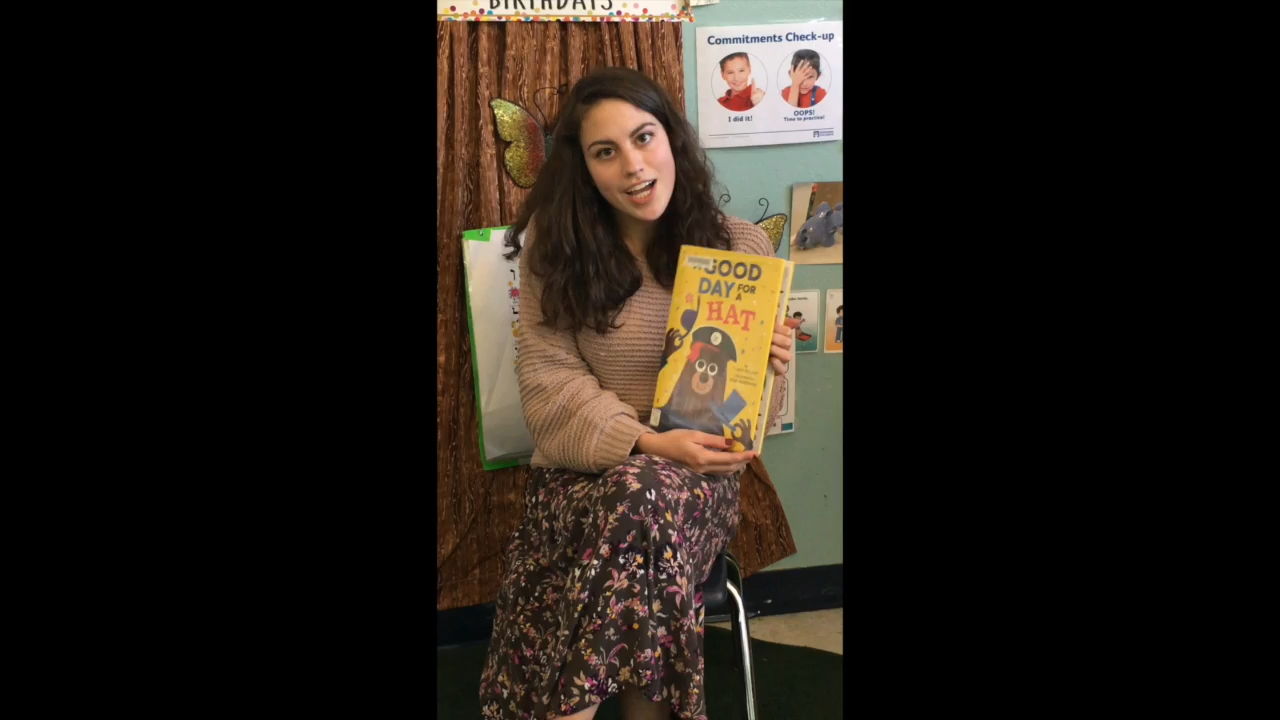 BIRTHDAYS
Commitments Check-up
I did it!
OOPS!
Time to practice!
GOOD
DAY FOR
A
HAT